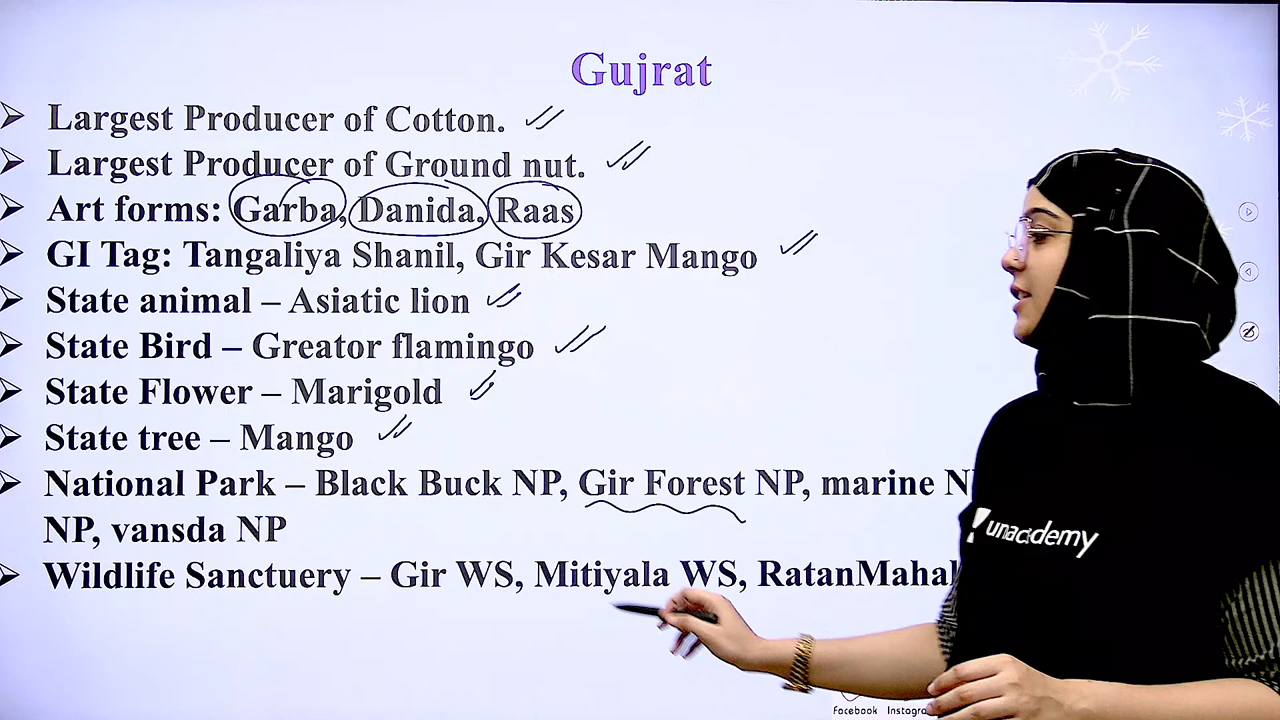 Gujrat
Largest Producer of Cotton.
Largest Producer of Ground nut.
Art forms: Garba, Danida, Raas
GI Tag: Tangaliya Shanil, Gir Kesar Mango
State animal – Asiatic lion
State Bird – Greator flamingo
State Flower – Marigold
State tree – Mango
National Park – Black Buck NP, Gir Forest NP, marine
NP, vansda NP
Wildlife Sanctuery – Gir WS, Mitiyala WS, RatanMahal
unacademy
Facebook